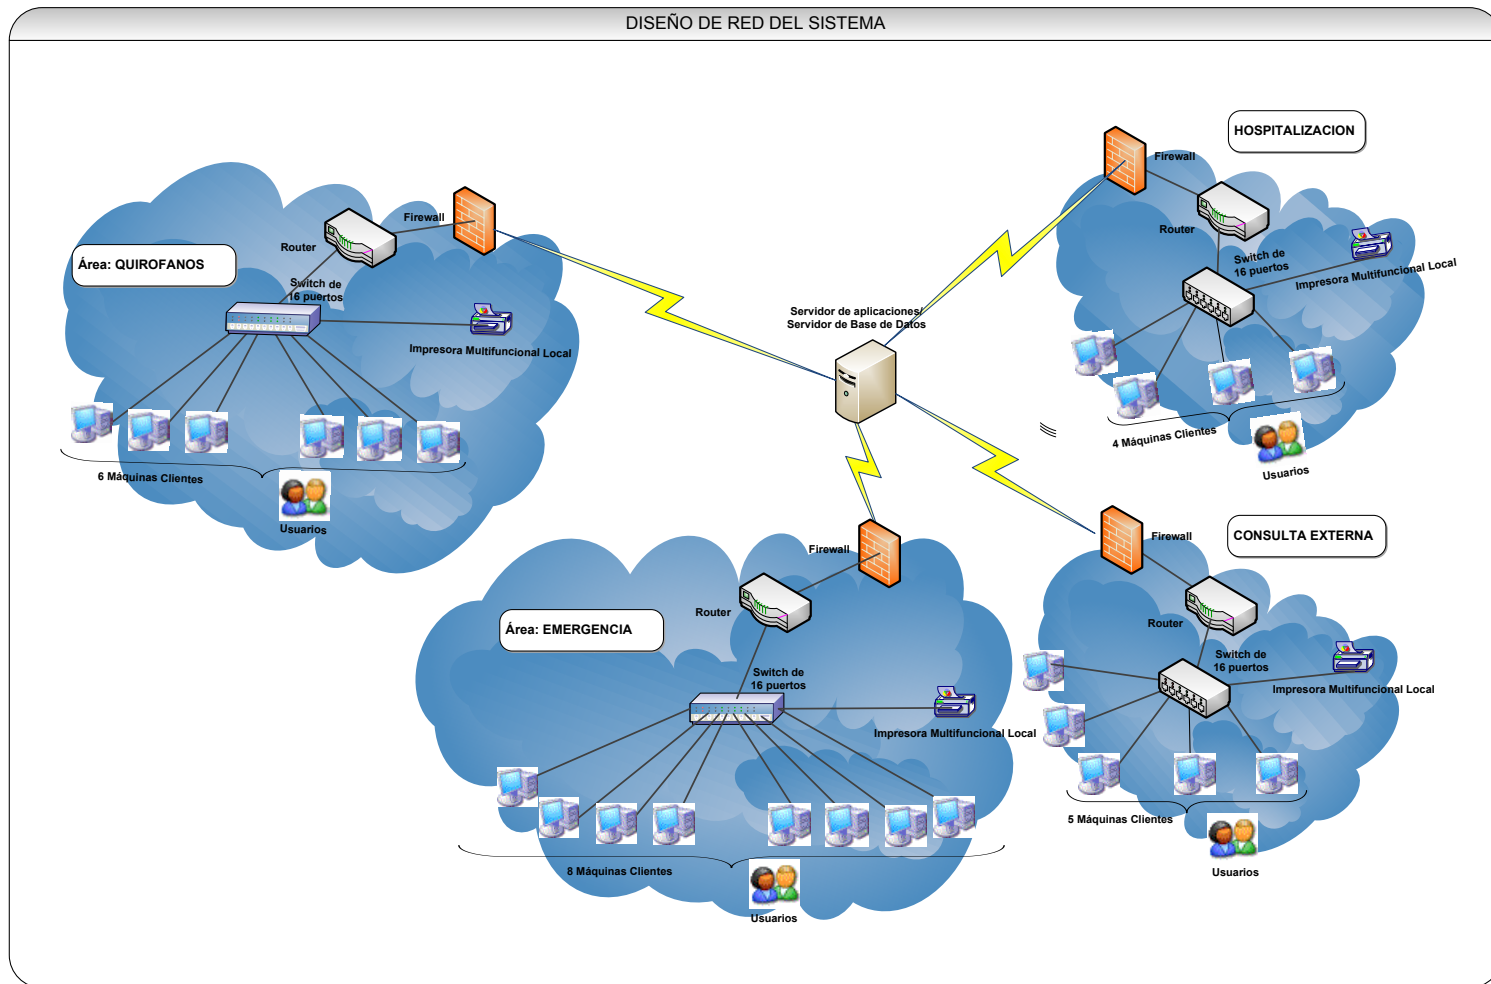 DISEÑO DE RED DEL SISTEMA
Área: QUIROFANOS
Firewall
Router
Switch de
16 puertos
Impresora Multifuncional Local
6 Máquinas Clientes
Usuarios
Servidor de aplicaciones/
Servidor de Base de Datos
HOSPITALIZACION
Firewall
Router
Switch de
16 puertos
Impresora Multifuncional Local
4 Máquinas Clientes
Usuarios
Área: EMERGENCIA
Firewall
Router
Switch de
16 puertos
Impresora Multifuncional Local
8 Máquinas Clientes
Usuarios
CONSULTA EXTERNA
Firewall
Router
Switch de
16 puertos
Impresora Multifuncional Local
5 Máquinas Clientes
Usuarios